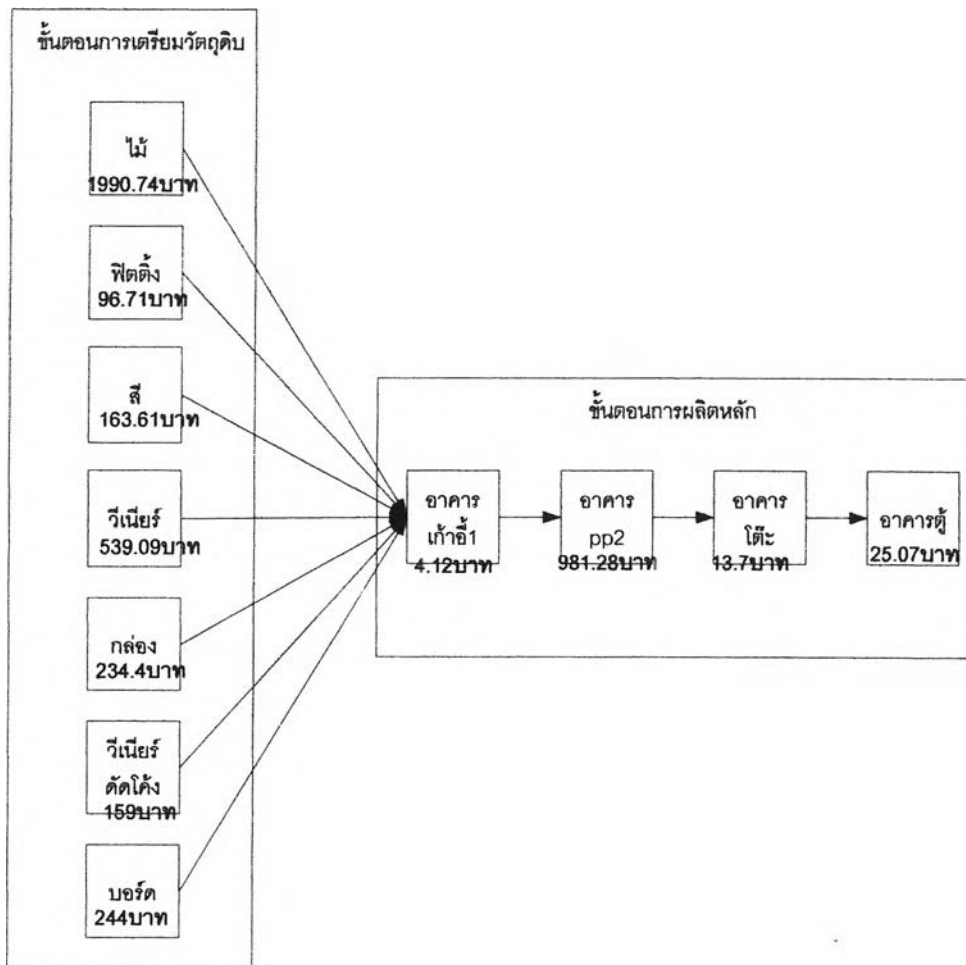 ขั้นตอนการเตรียมวัตถุดิบ
ไม้
1990.74บาท
ฟิตติ้ง
96.71บาท
สี
163.61บาท
วีเนียร์
539.09บาท
กล่อง
234.4บาท
วีเนียร์
ดัดโค้ง
159บาท
บอร์ด
244บาท
ขั้นตอนการผลิตหลัก
อาคาร
เก้าอี้1
4.12บาท
อาคาร
pp2
981.28บาท
อาคาร
โต๊ะ
13.7บาท
อาคารตู้
25.07บาท